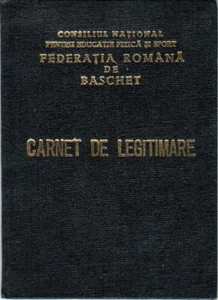 CONSILIUL NAȚIONAL
PENTRU EDUCAȚIE FIZICĂ ȘI SPORT
FEDERAȚIA ROMÂNĂ
DE
BASCHET
CARNET DE LEGITIMARE